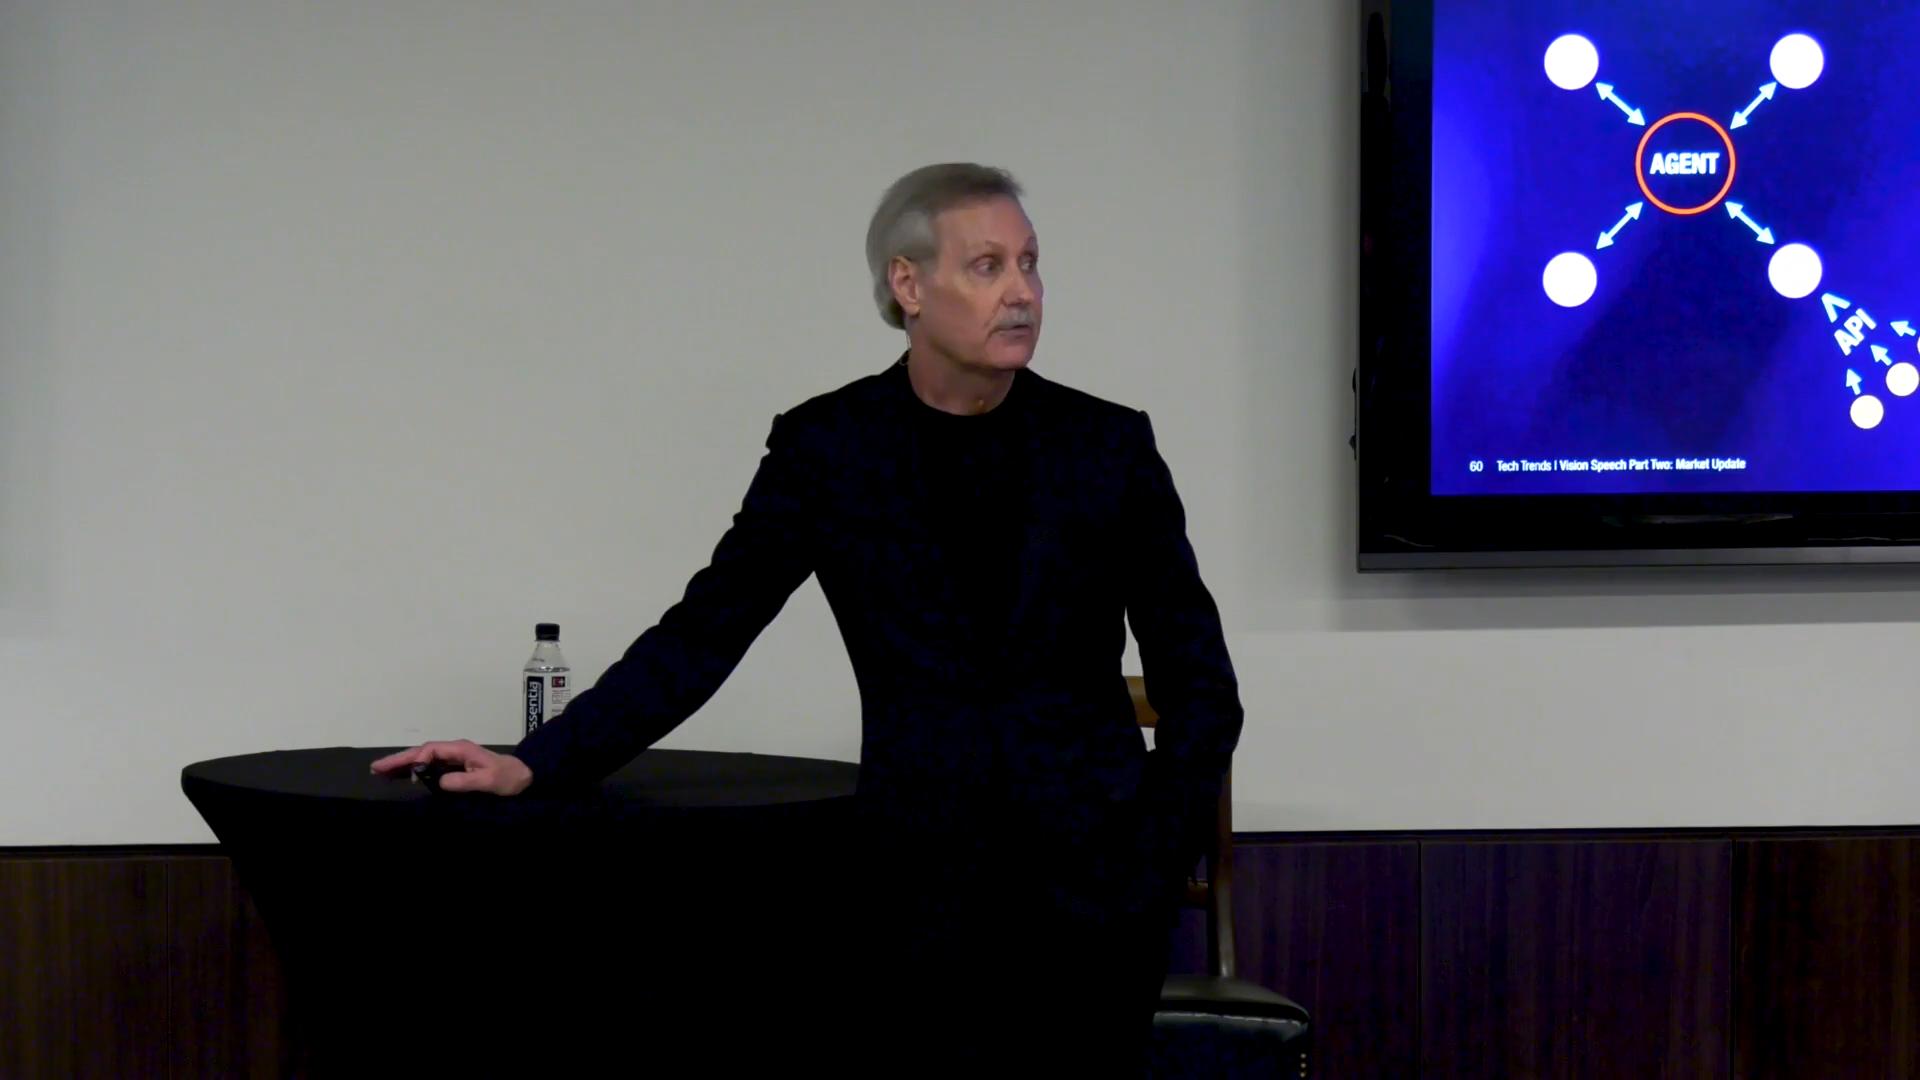 AGENT
API
60 Tech Trends | Vision Speech Part Two: Market Update
essentia